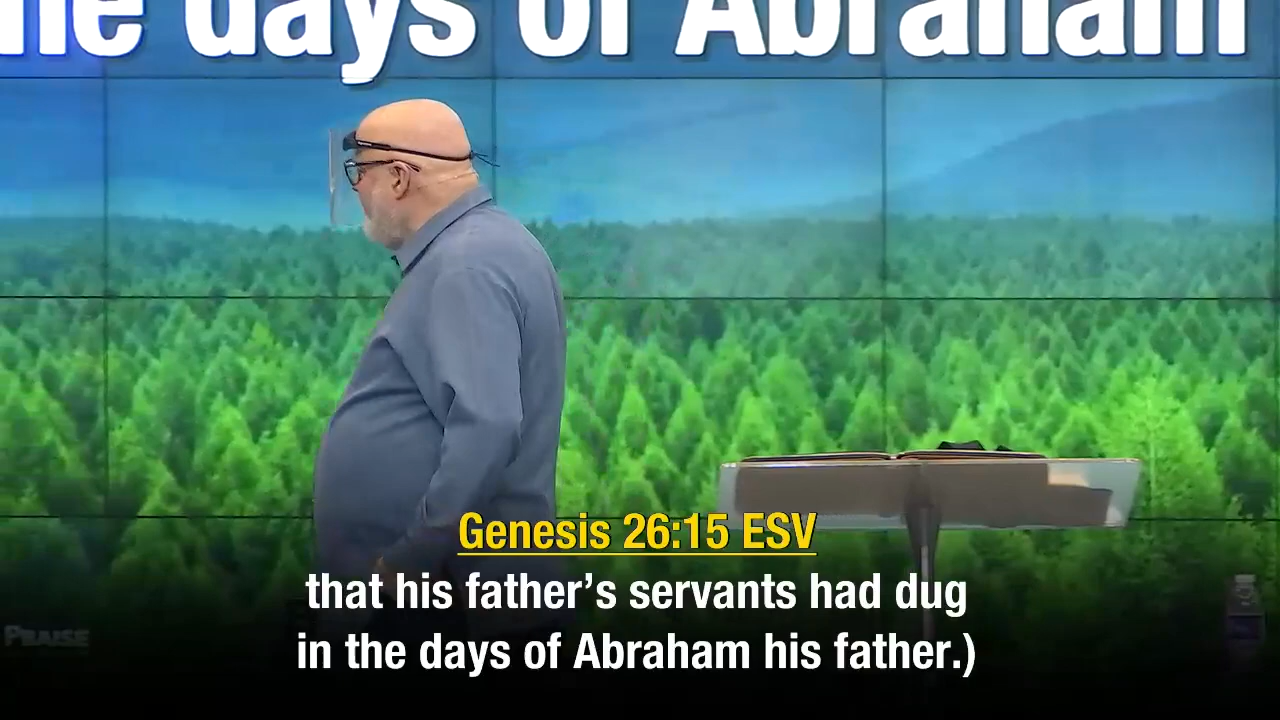 he days of Abraham
Genesis 26:15 ESV
that his father’s servants had dug
in the days of Abraham his father.)
PRAISE